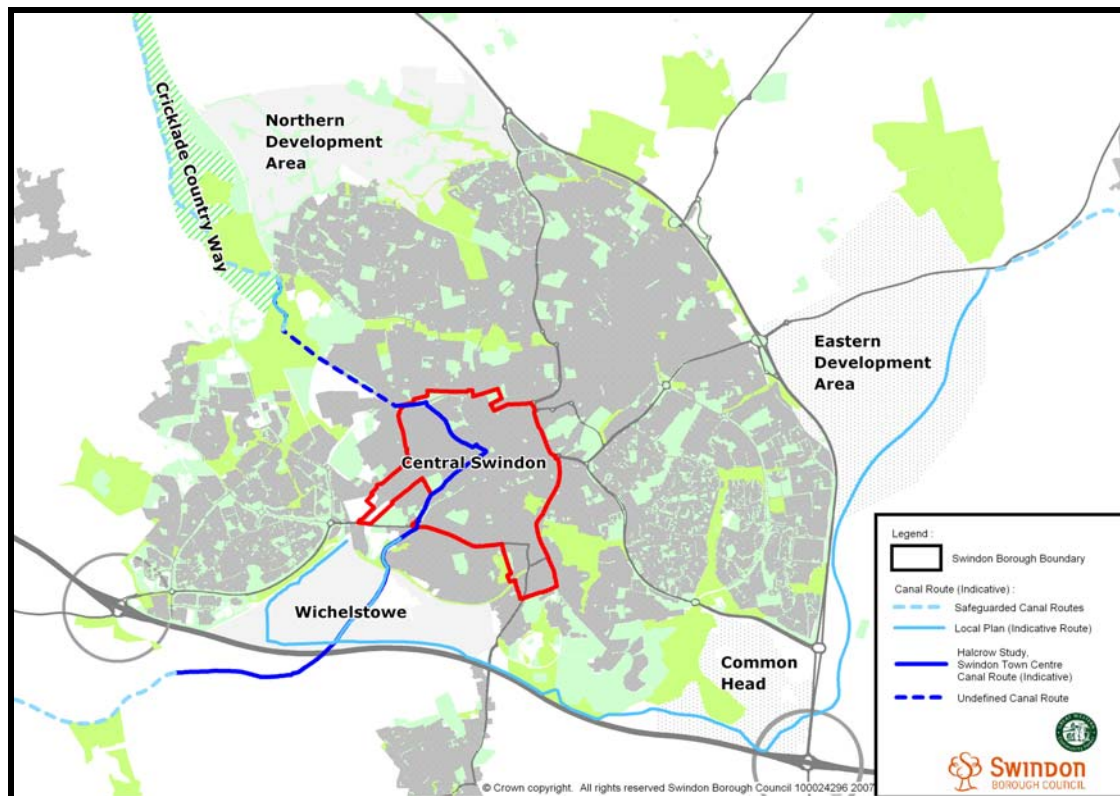 Cricklade Country Way
Northern
Development
Area
Eastern
Development
Area
Central Swindon
Wichelstowe
Common
Head
Legend :
Swindon Borough Boundary
Canal Route (Indicative) :
Safeguarded Canal Routes
Local Plan (Indicative Route)
Halcrow Study,
Swindon Town Centre
Canal Route (Indicative)
Undefined Canal Route
Swindon
BOROUGH COUNCIL
© Crown copyright. All rights reserved Swindon Borough Council 100024296 2007